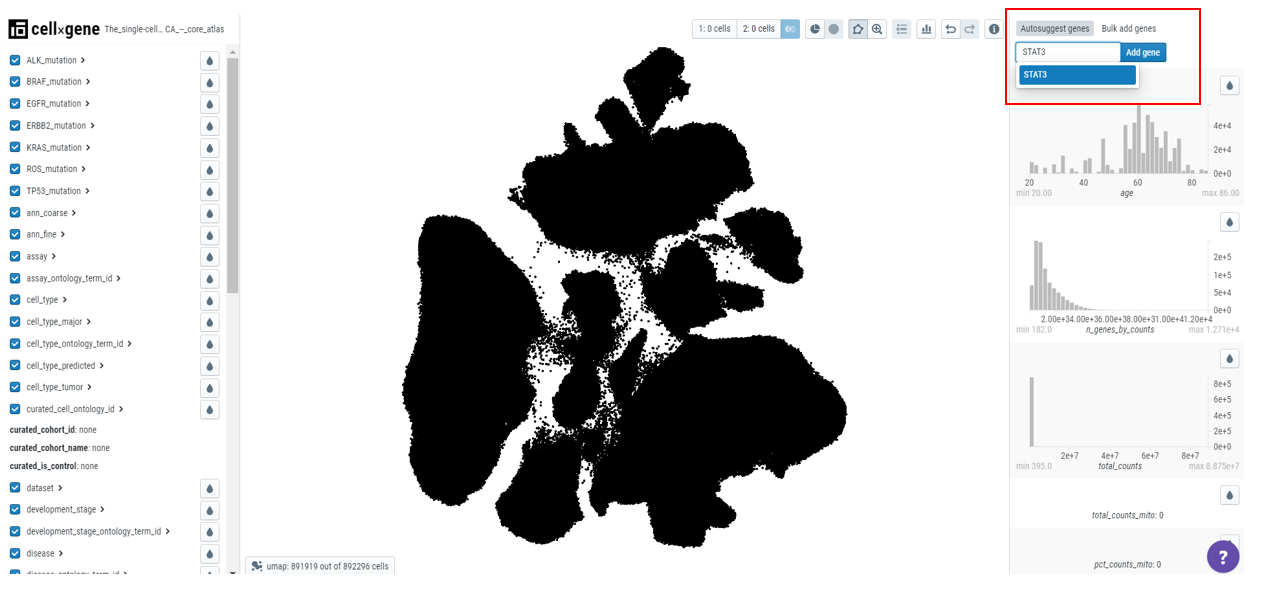 cellxgene The_single-cell... CA_--_core_atlas
1: 0 cells 2: 0 cells
Autosuggest genes Bulk add genes
STAT3 Add gene
STAT3
ALK_mutation
BRAF_mutation
EGFR_mutation
ERBB2_mutation
KRAS_mutation
ROS_mutation
TP53_mutation
ann_coarse
ann_fine
assay
assay_ontology_term_id
cell_type
cell_type_major
cell_type_ontology_term_id
cell_type_predicted
cell_type_tumor
curated_cell_ontology_id
curated_cohort_id: none
curated_cohort_name: none
curated_is_control: none
dataset
development_stage
development_stage_ontology_term_id
disease
disease_ontology_term_id
umap: 891919 out of 892296 cells
4e+4
2e+4
0e+0
20 40 60 80
min 20.00 age max 86.00
2e+5
1e+5
5e+4
0e+0
2.00e+34.00e+36.00e+38.00e+31.00e+41.20e+4
min 182.0 n_genes_by_counts max 1.271e+4
8e+5
6e+5
4e+5
2e+5
0e+0
2e+7 4e+7 6e+7 8e+7
min 395.0 total_counts max 8.875e+7
total_counts_mito: 0
pct_counts_mito: 0
?